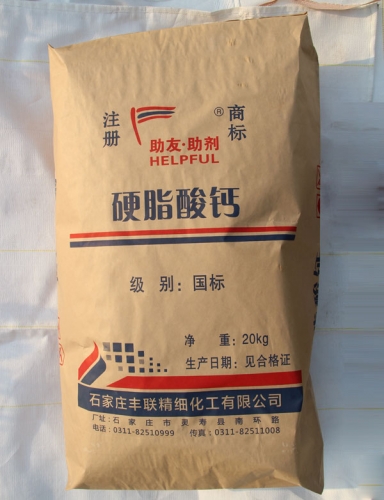 注册 ® 商标
助友·助剂
HELPFUL
硬脂酸钙
级 别：国标
净 重：20kg
生产日期：见合格证
石家庄丰联精细化工有限公司
厂址：石家庄市灵寿县南环路
电话：0311-82510999 传真：0311-82511008